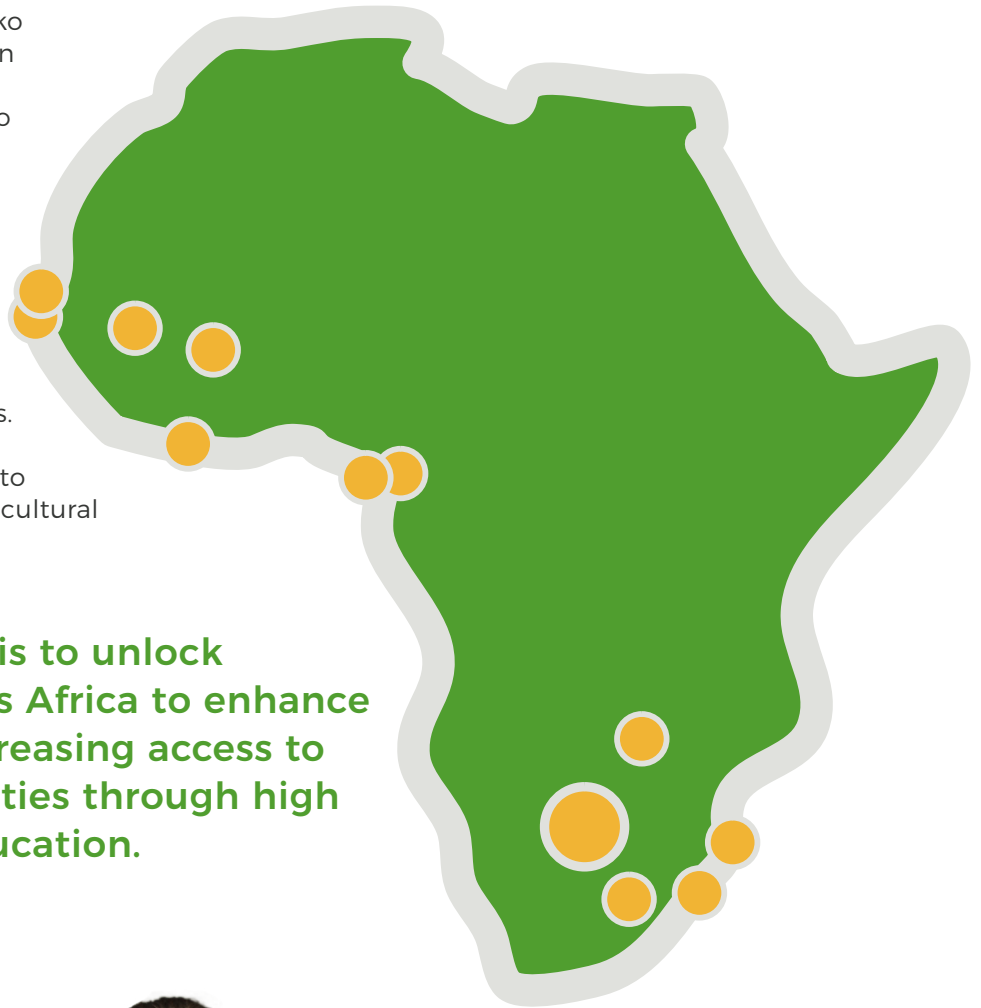 ko
n
o
s.
to
cultural
is to unlock
s Africa to enhance
reasing access to
ties through high
ucation.